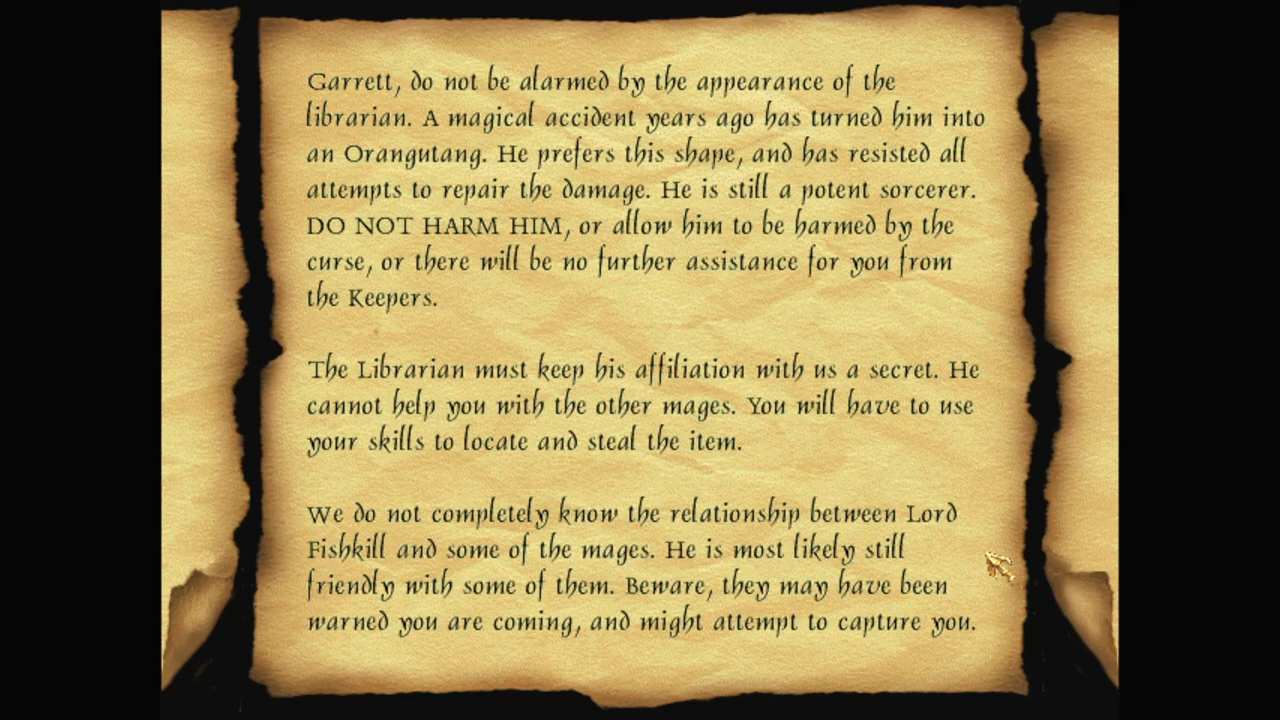 Garrett, do not be alarmed by the appearance of the
librarian. A magical accident years ago has turned him into
an Orangutang. He prefers this shape, and has resisted all
attempts to repair the damage. He is still a potent sorcerer.
DO NOT HARM HIM, or allow him to be harmed by the
curse, or there will be no further assistance for you from
the Keepers.
The Librarian must keep his affiliation with us a secret. He
cannot help you with the other mages. You will have to use
your skills to locate and steal the item.
We do not completely know the relationship between Lord
Fishkill and some of the mages. He is most likely still
friendly with some of them. Beware, they may have been
warned you are coming, and might attempt to capture you.